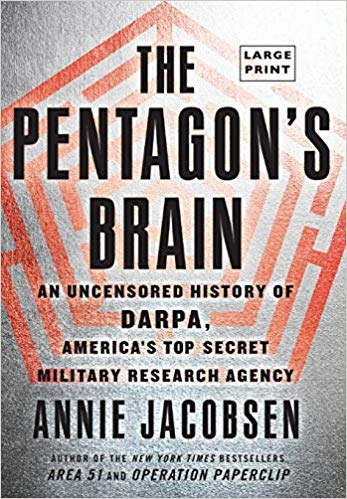 LARGE
PRINT
THE
PENTAGON'S
BRAIN
AN UNCENSORED HISTORY OF
DARPA,
AMERICA'S TOP SECRET
MILITARY RESEARCH AGENCY
ANNIE JACOBSEN
AUTHOR OF THE NEW YORK TIMES BESTSELLERS
AREA 51 AND OPERATION PAPERCLIP